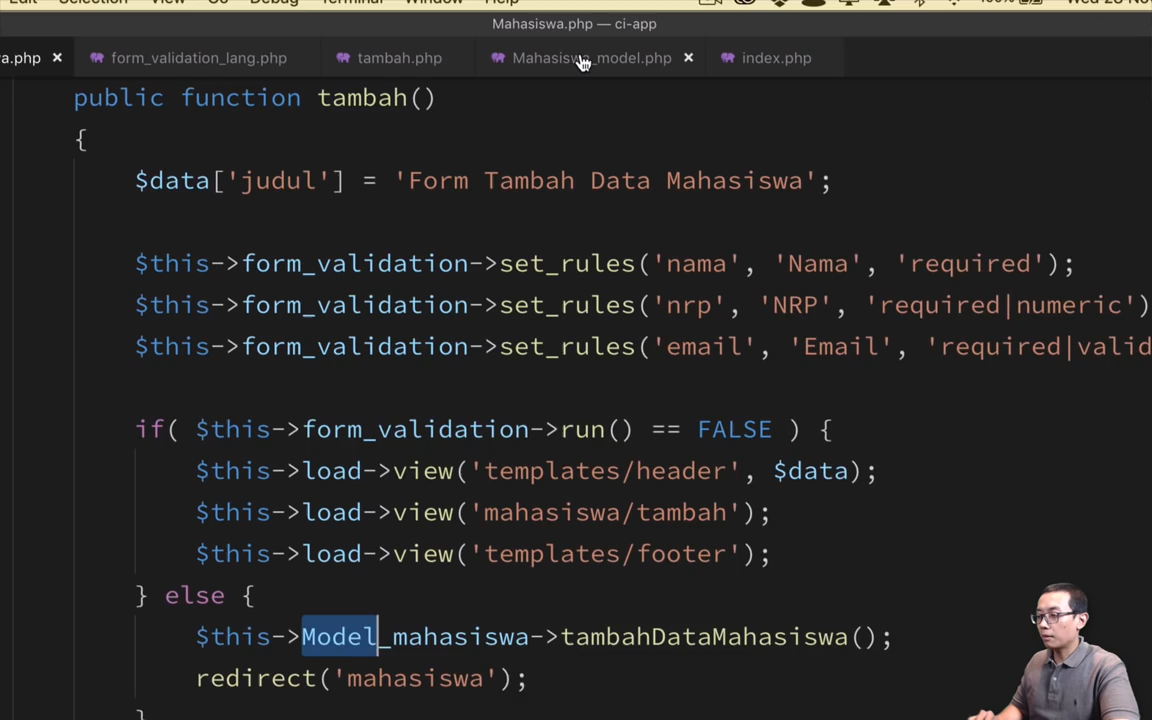 Mahasiswa.php — ci-app
a.php form_validation_lang.php tambah.php Mahasiswa_model.php index.php
public function tambah()
{
$data['judul'] = 'Form Tambah Data Mahasiswa';
$this->form_validation->set_rules('nama', 'Nama', 'required');
$this->form_validation->set_rules('nrp', 'NRP', 'required|numeric')
$this->form_validation->set_rules('email', 'Email', 'required|valid
if( $this->form_validation->run() == FALSE ) {
$this->load->view('templates/header', $data);
$this->load->view('mahasiswa/tambah');
$this->load->view('templates/footer');
} else {
$this->Model_mahasiswa->tambahDataMahasiswa();
redirect('mahasiswa');
}